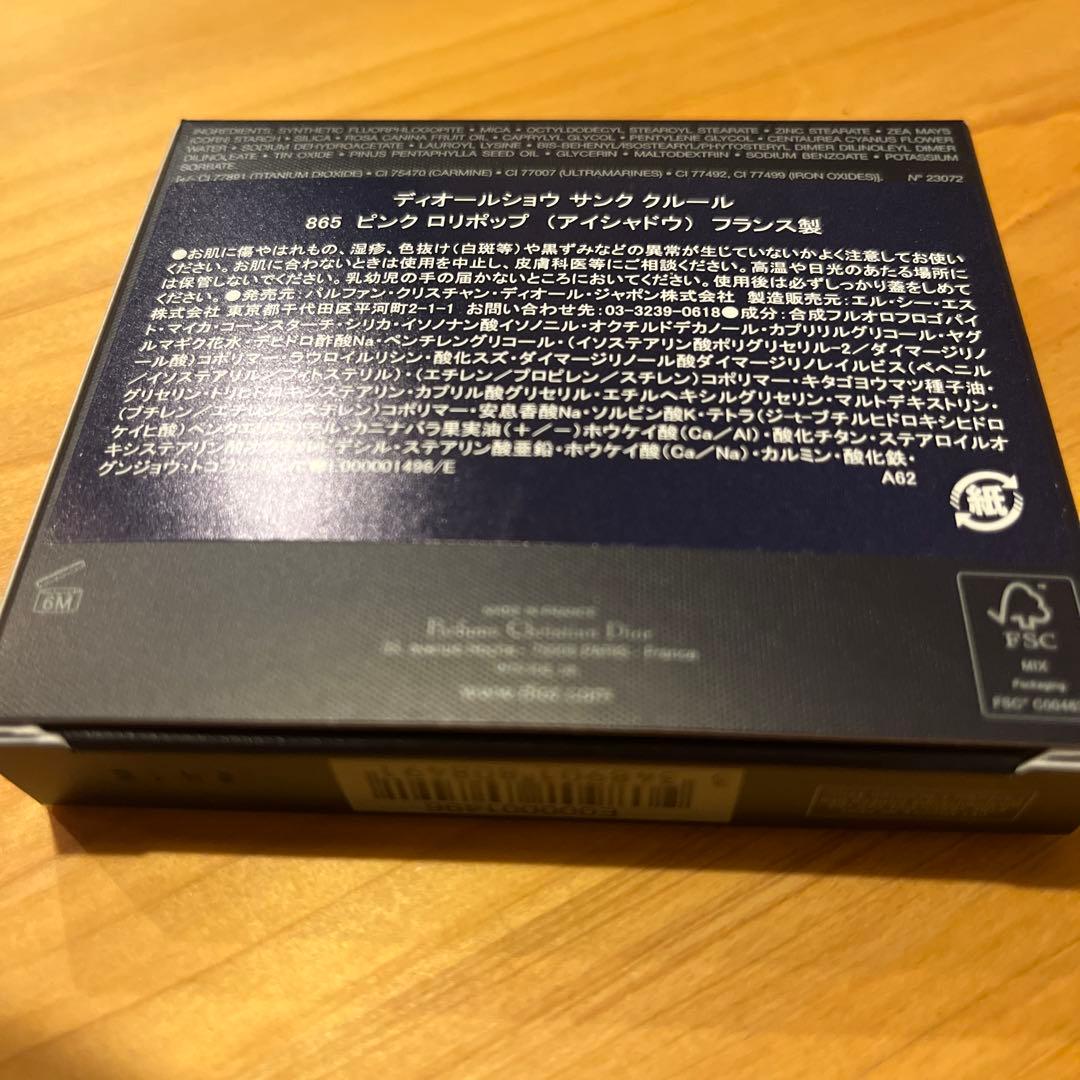 INGREDIENTS: SYNTHETIC FLUORPHLOGOPITE • MICA • OCTYLDODECYL STEAROYL STEARATE • ZINC STEARATE • ZEA MAYS
(CORN) STARCH • SILICA • ROSA CANINA FRUIT OIL • CAPRYLYL GLYCOL • PENTYLENE GLYCOL • CENTAUREA CYANUS FLOWER
WATER • SODIUM DEHYDROACETATE • LAUROYL LYSINE • BIS-BEHENYL/ISOSTEARYL/PHYTOSTERYL DIMER DILINOLEYL DIMER
DILINOLEATE • TIN OXIDE • PINUS PENTAPHYLLA SEED OIL • GLYCERIN • MALTODEXTRIN • SODIUM BENZOATE • POTASSIUM
SORBATE.
[+/- CI 77891 (TITANIUM DIOXIDE) • CI 75470 (CARMINE) • CI 77007 (ULTRAMARINES) • CI 77492, CI 77499 (IRON OXIDES)]. N° 23072
ディオールショウ サンク クルール
865 ピンク ロリポップ （アイシャドウ） フランス製
●お肌に傷やはれもの、湿疹、色抜け(白斑等)や黒ずみなどの異常が生じていないかよく注意してお使い
ください。お肌に合わないときは使用を中止し、皮膚科医等にご相談ください。高温や日光のあたる場所に
は保管しないでください。乳幼児の手の届かないところにおいてください。使用後は必ずしっかり蓋をしめて
ください。●発売元：パルファン・クリスチャン・ディオール・ジャポン株式会社 製造販売元：エル・シー・エス
株式会社 東京都千代田区平河町2-1-1 お問い合わせ先：03-3239-0618●成分：合成フルオロフロゴパイ
ト・マイカ・コーンスターチ・シリカ・イソノナン酸イソノニル・オクチルドデカノール・カプリリルグリコール・ヤグ
ルマギク花水・デヒドロ酢酸Na・ペンチレングリコール・(イソステアリン酸ポリグリセリル-2／ダイマージリノ
ール酸)コポリマー・ラウロイルリシン・酸化スズ・ダイマージリノール酸ダイマージリノレイルビス(ベヘニル
／イソステアリル／フィトステリル)・(エチレン／プロピレン／スチレン)コポリマー・キタゴヨウマツ種子油・
グリセリン・ステアリン・カプリル酸グリセリル・エチルヘキシルグリセリン・マルトデキストリン・
(ブチレン／エチレン／スチレン)コポリマー・安息香酸Na・ソルビン酸K・テトラ(ジ-t-ブチルヒドロキシヒドロ
ケイヒ酸)ペンタエリスリチル・カニナバラ果実油(＋／－)ホウケイ酸(Ca／Al)・酸化チタン・ステアロイルオ
キシステアリン酸・ステアリン酸亜鉛・ホウケイ酸(Ca／Na)・カルミン・酸化鉄・
グンジョウ・000001496/E
A62
紙
6M
MADE IN FRANCE
Parfums Christian Dior
www.dior.com
FSC
MIX
Packaging
E000001496